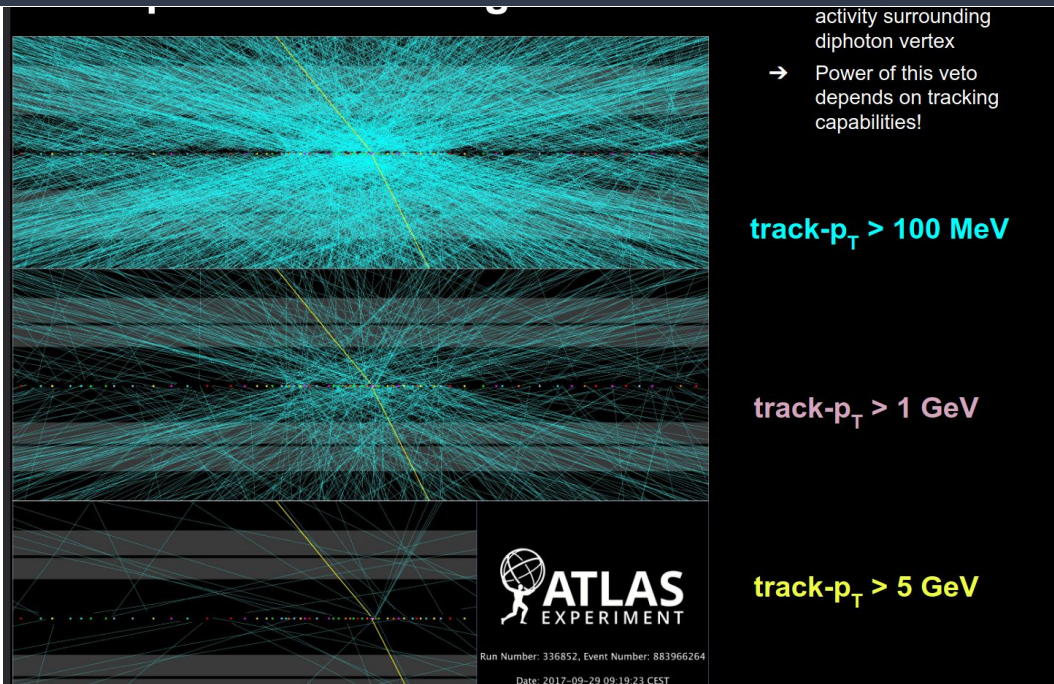 activity surrounding
diphoton vertex
➔ Power of this veto
depends on tracking
capabilities!
track-pT > 100 MeV
track-pT > 1 GeV
track-pT > 5 GeV
ATLAS
EXPERIMENT
Run Number: 336852, Event Number: 883966264
Date: 2017-09-29 09:19:23 CEST